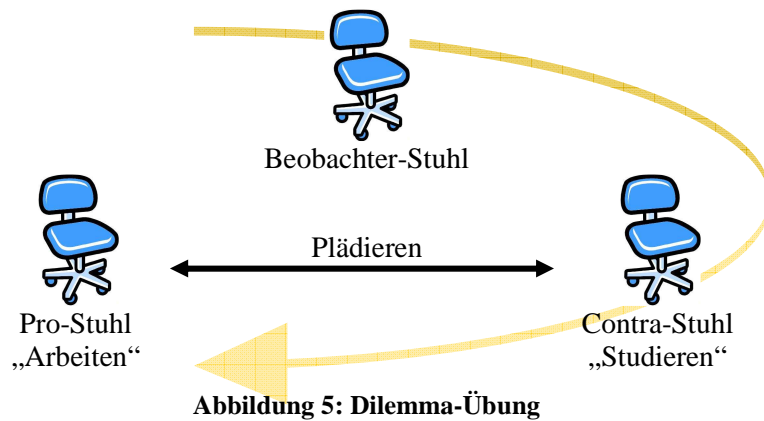 Beobachter-Stuhl
Plädieren
Pro-Stuhl
„Arbeiten“
Contra-Stuhl
„Studieren“
Abbildung 5: Dilemma-Übung